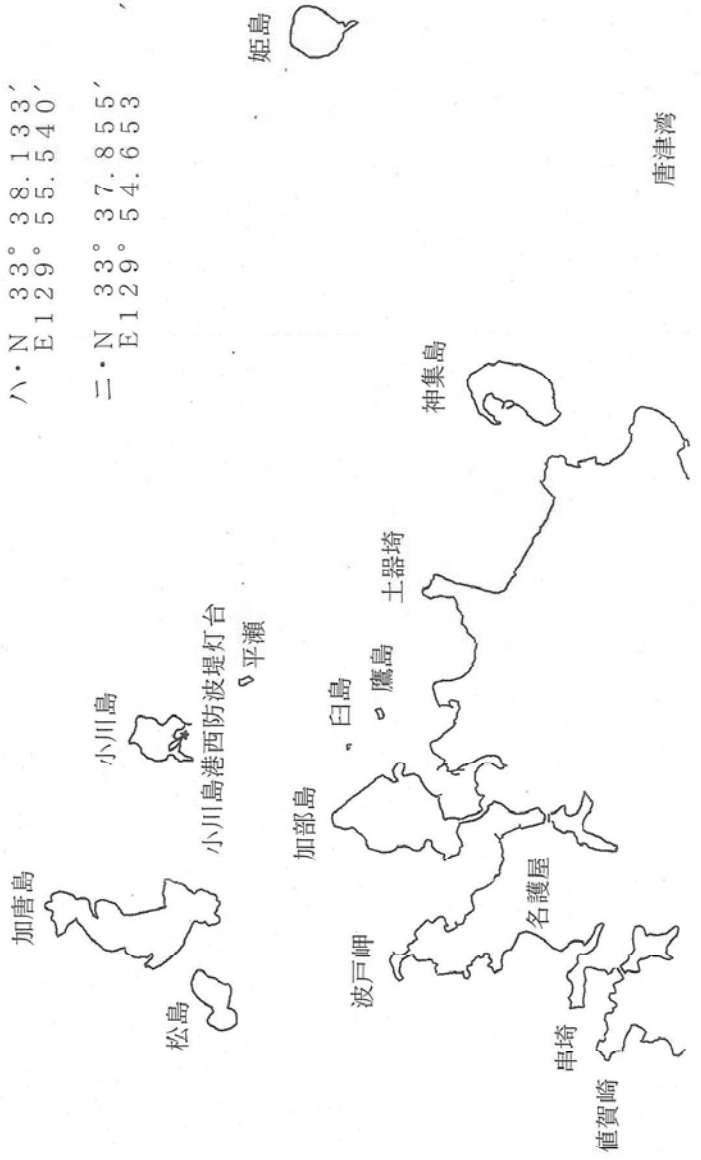 ハ・N 33° 38.133′
E129° 55.540′
ニ・N 33° 37.855′
E129° 54.653′
姫島
唐津湾
神集島
土器埼
小川島
小川島港西防波堤灯台
平瀬
臼島
鷹島
加部島
加唐島
松島
波戸岬
名護屋
串埼
値賀崎